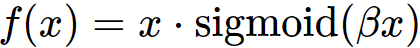 f(x) = x · sigmoid(βx)